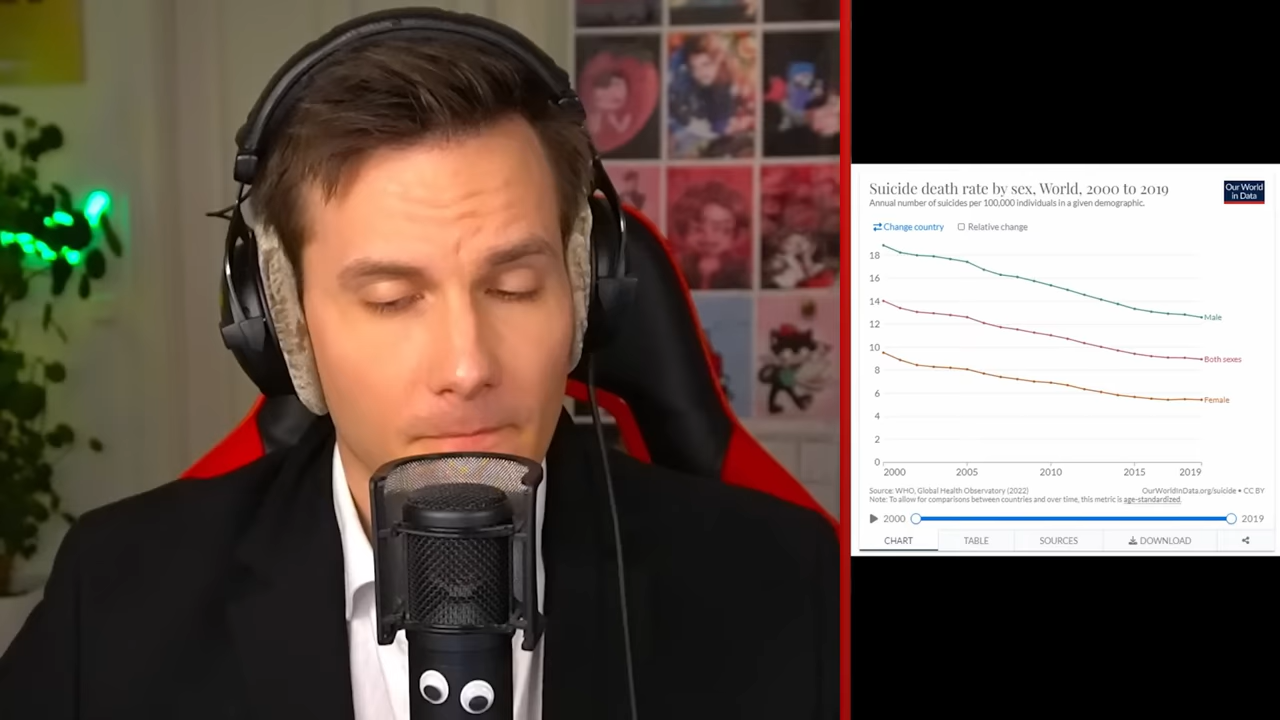 Suicide death rate by sex, World, 2000 to 2019
Annual number of suicides per 100,000 individuals in a given demographic.
Our World
in Data
Change country
Relative change
18
16
14
12
10
8
6
4
2
0
Male
Both sexes
Female
2000 2005 2010 2015 2019
Source: WHO, Global Health Observatory (2022)
OurWorldInData.org/suicide • CC BY
Note: To allow for comparisons between countries and over time, this metric is age-standardized.
2000 2019
CHART TABLE SOURCES DOWNLOAD